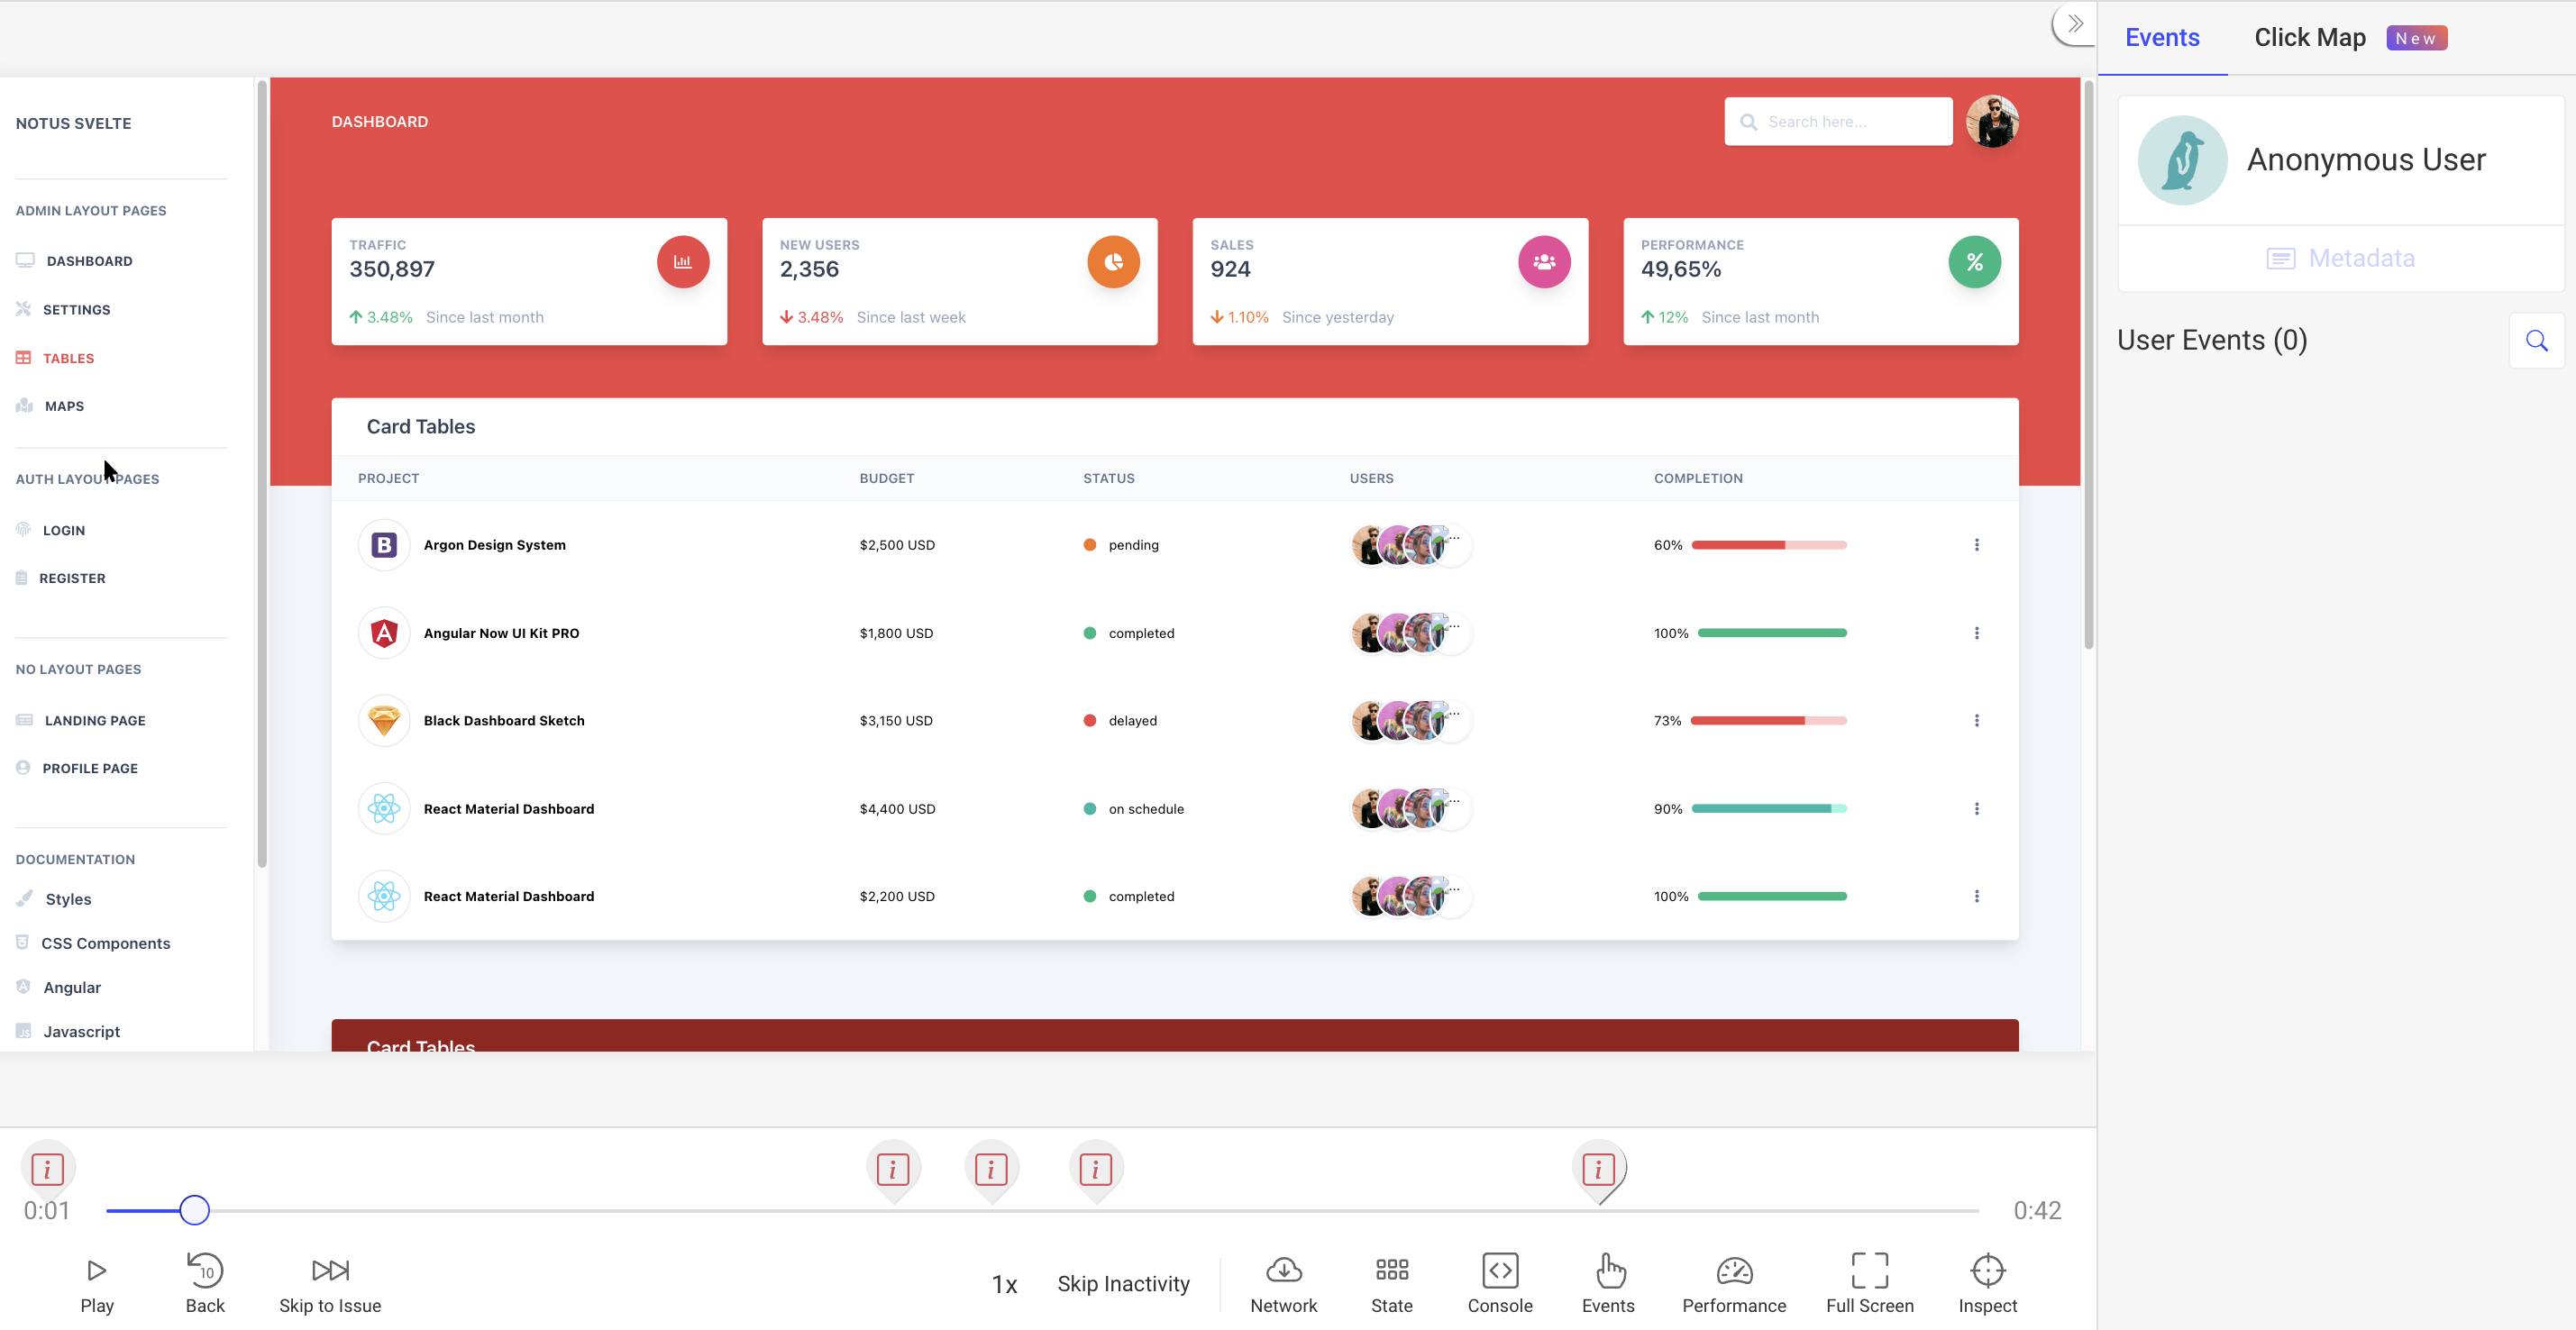 Events
Click Map
New
NOTUS SVELTE
DASHBOARD
Search here...
Anonymous User
Metadata
User Events (0)
ADMIN LAYOUT PAGES
DASHBOARD
SETTINGS
TABLES
MAPS
AUTH LAYOUT PAGES
LOGIN
REGISTER
NO LAYOUT PAGES
LANDING PAGE
PROFILE PAGE
DOCUMENTATION
Styles
CSS Components
Angular
Javascript
TRAFFIC
350,897
3.48% Since last month
NEW USERS
2,356
3.48% Since last week
SALES
924
1.10% Since yesterday
PERFORMANCE
49,65%
12% Since last month
Card Tables
PROJECT BUDGET STATUS USERS COMPLETION
Argon Design System $2,500 USD pending ... 60%
Angular Now UI Kit PRO $1,800 USD completed ... 100%
Black Dashboard Sketch $3,150 USD delayed ... 73%
React Material Dashboard $4,400 USD on schedule ... 90%
React Material Dashboard $2,200 USD completed ... 100%
Card Tables
0:01
0:42
Play
10
Back
Skip to Issue
1x
Skip Inactivity
Network
State
Console
Events
Performance
Full Screen
Inspect